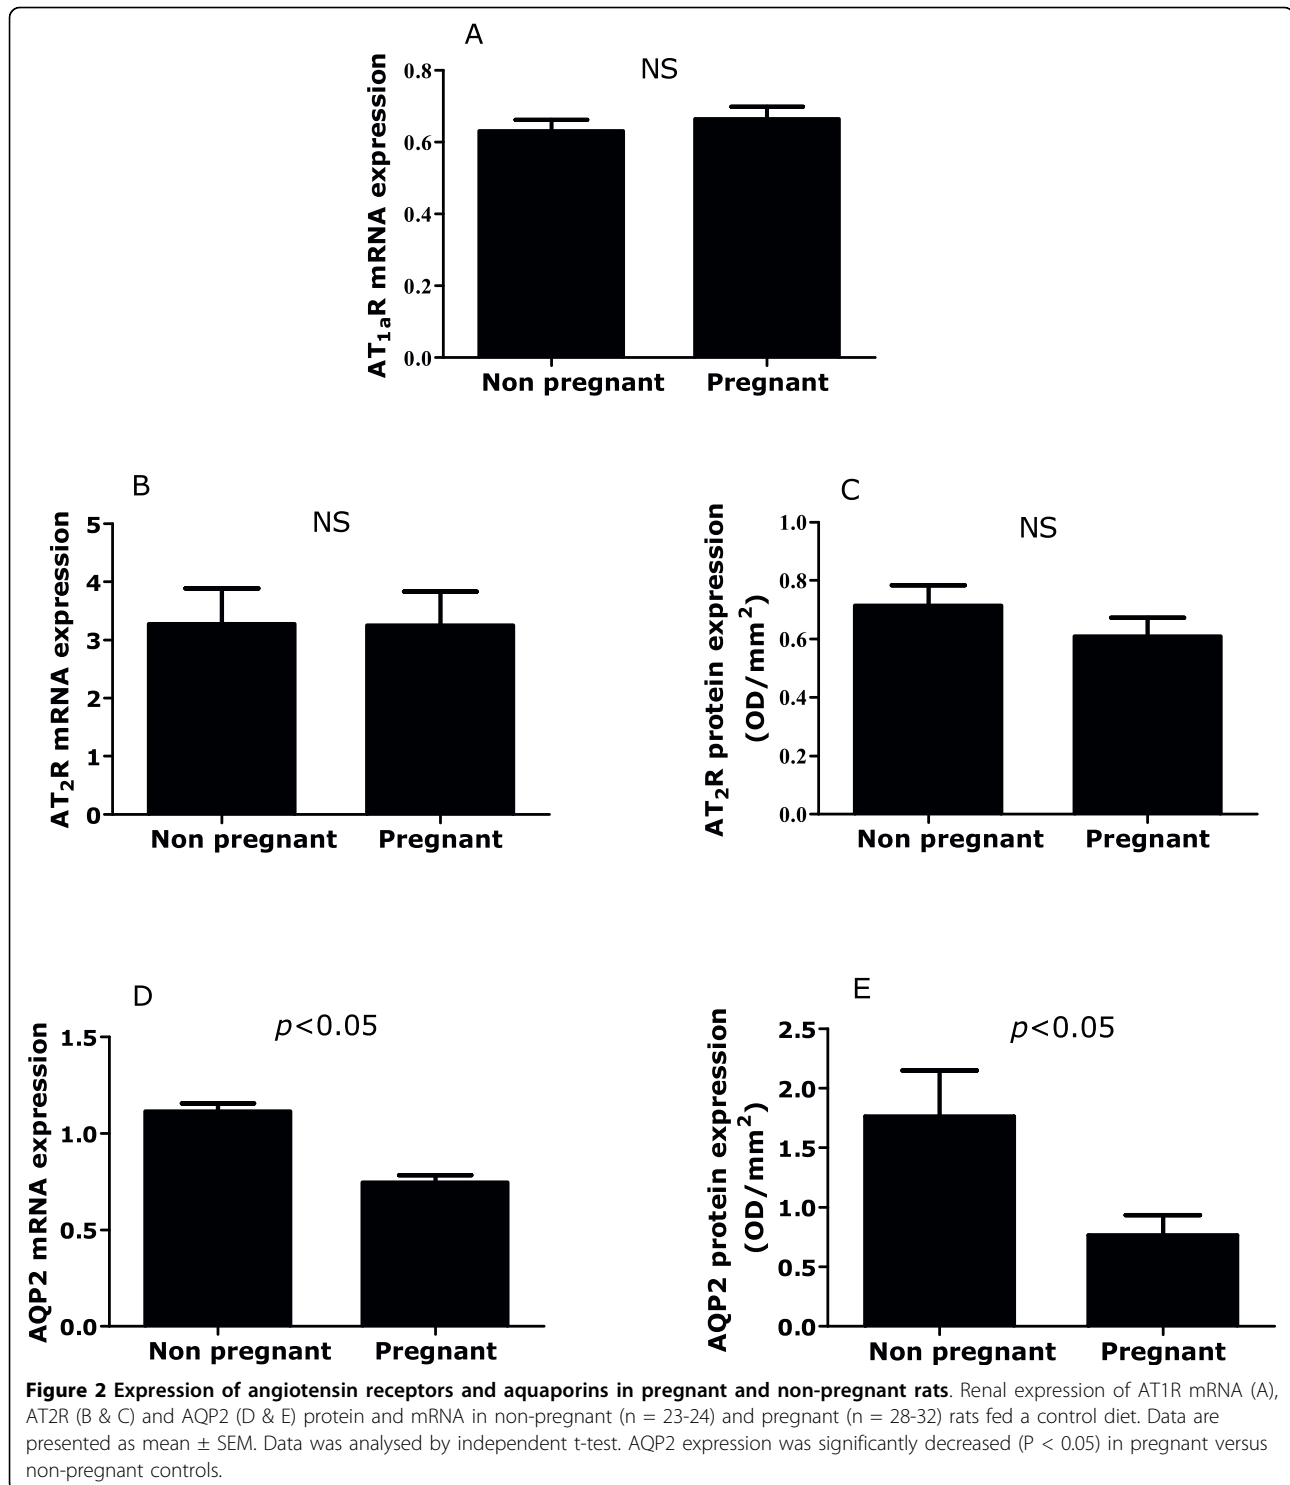 A
NS
AT1aR mRNA expression
0.8
0.6
0.4
0.2
0.0
Non pregnant Pregnant
B
NS
AT2R mRNA expression
5
4
3
2
1
0
Non pregnant Pregnant
C
NS
AT2R protein expression
(OD/mm2)
1.0
0.8
0.6
0.4
0.2
0.0
Non pregnant Pregnant
D
p<0.05
AQP2 mRNA expression
1.5
1.0
0.5
0.0
Non pregnant Pregnant
E
p<0.05
AQP2 protein expression
(OD/mm2)
2.5
2.0
1.5
1.0
0.5
0.0
Non pregnant Pregnant
Figure 2 Expression of angiotensin receptors and aquaporins in pregnant and non-pregnant rats. Renal expression of AT1R mRNA (A),
AT2R (B & C) and AQP2 (D & E) protein and mRNA in non-pregnant (n = 23-24) and pregnant (n = 28-32) rats fed a control diet. Data are
presented as mean ± SEM. Data was analysed by independent t-test. AQP2 expression was significantly decreased (P < 0.05) in pregnant versus
non-pregnant controls.